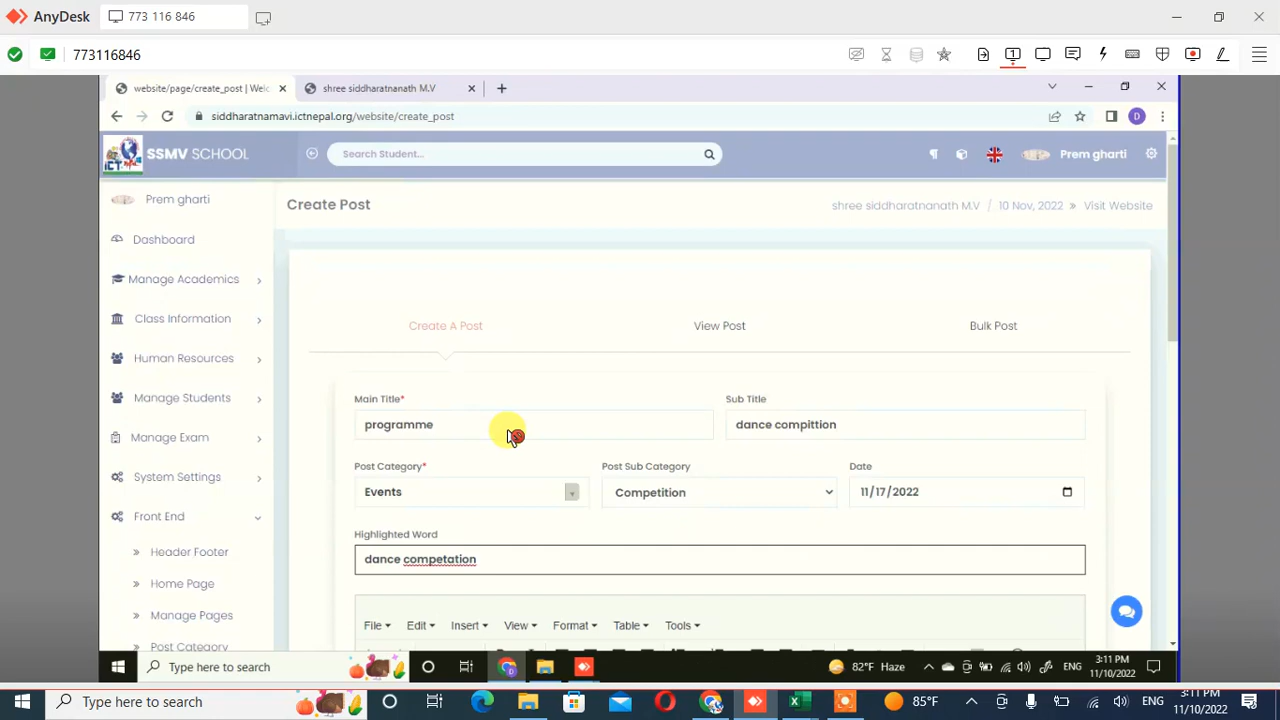 AnyDesk
773 116 846
773116846
website/page/create_post | Welc
shree siddharatnanath M.V
siddharatnamavi.ictnepal.org/website/create_post
SSMV SCHOOL
Search Student...
Prem gharti
Prem gharti
Create Post
shree siddharatnanath M.V / 10 Nov, 2022 » Visit Website
Dashboard
Manage Academics
Create A Post
View Post
Bulk Post
Class Information
Human Resources
Manage Students
Main Title*
Sub Title
programme
dance compittion
Manage Exam
Post Category*
Post Sub Category
Date
System Settings
Events
Competition
11/17/2022
Front End
Highlighted Word
Header Footer
dance competation
Home Page
Manage Pages
File
Edit
Insert
View
Format
Table
Tools
Post Category
Type here to search
82°F Haze
ENG
3:11 PM
11/10/2022
Type here to search
85°F
ENG
3:11 PM
11/10/2022